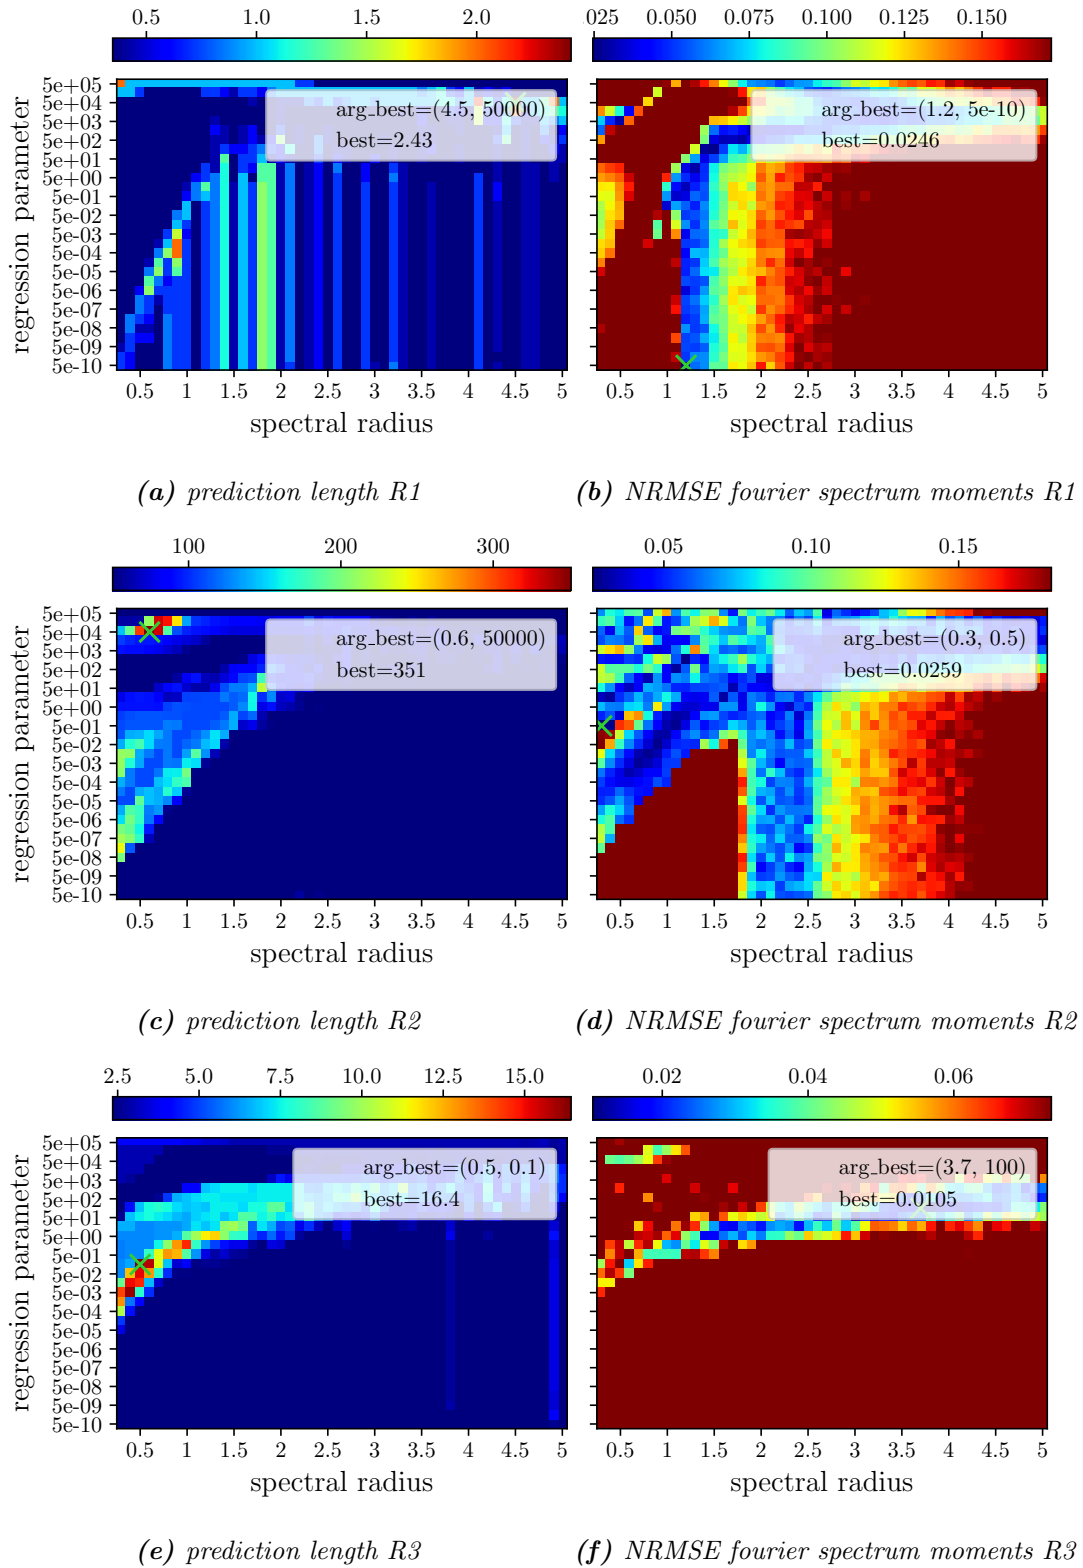 0.5 1.0 1.5 2.0
.025 0.050 0.075 0.100 0.125 0.150
regression parameter
5e+05
5e+04
5e+03
5e+02
5e+01
5e+00
5e-01
5e-02
5e-03
5e-04
5e-05
5e-06
5e-07
5e-08
5e-09
5e-10
arg_best=(4.5, 50000)
best=2.43
arg_best=(1.2, 5e-10)
best=0.0246
0.5 1 1.5 2 2.5 3 3.5 4 4.5 5
0.5 1 1.5 2 2.5 3 3.5 4 4.5 5
spectral radius
spectral radius
(a) prediction length R1
(b) NRMSE fourier spectrum moments R1
100 200 300
0.05 0.10 0.15
regression parameter
5e+05
5e+04
5e+03
5e+02
5e+01
5e+00
5e-01
5e-02
5e-03
5e-04
5e-05
5e-06
5e-07
5e-08
5e-09
5e-10
arg_best=(0.6, 50000)
best=351
arg_best=(0.3, 0.5)
best=0.0259
0.5 1 1.5 2 2.5 3 3.5 4 4.5 5
0.5 1 1.5 2 2.5 3 3.5 4 4.5 5
spectral radius
spectral radius
(c) prediction length R2
(d) NRMSE fourier spectrum moments R2
2.5 5.0 7.5 10.0 12.5 15.0
0.02 0.04 0.06
regression parameter
5e+05
5e+04
5e+03
5e+02
5e+01
5e+00
5e-01
5e-02
5e-03
5e-04
5e-05
5e-06
5e-07
5e-08
5e-09
5e-10
arg_best=(0.5, 0.1)
best=16.4
arg_best=(3.7, 100)
best=0.0105
0.5 1 1.5 2 2.5 3 3.5 4 4.5 5
0.5 1 1.5 2 2.5 3 3.5 4 4.5 5
spectral radius
spectral radius
(e) prediction length R3
(f) NRMSE fourier spectrum moments R3